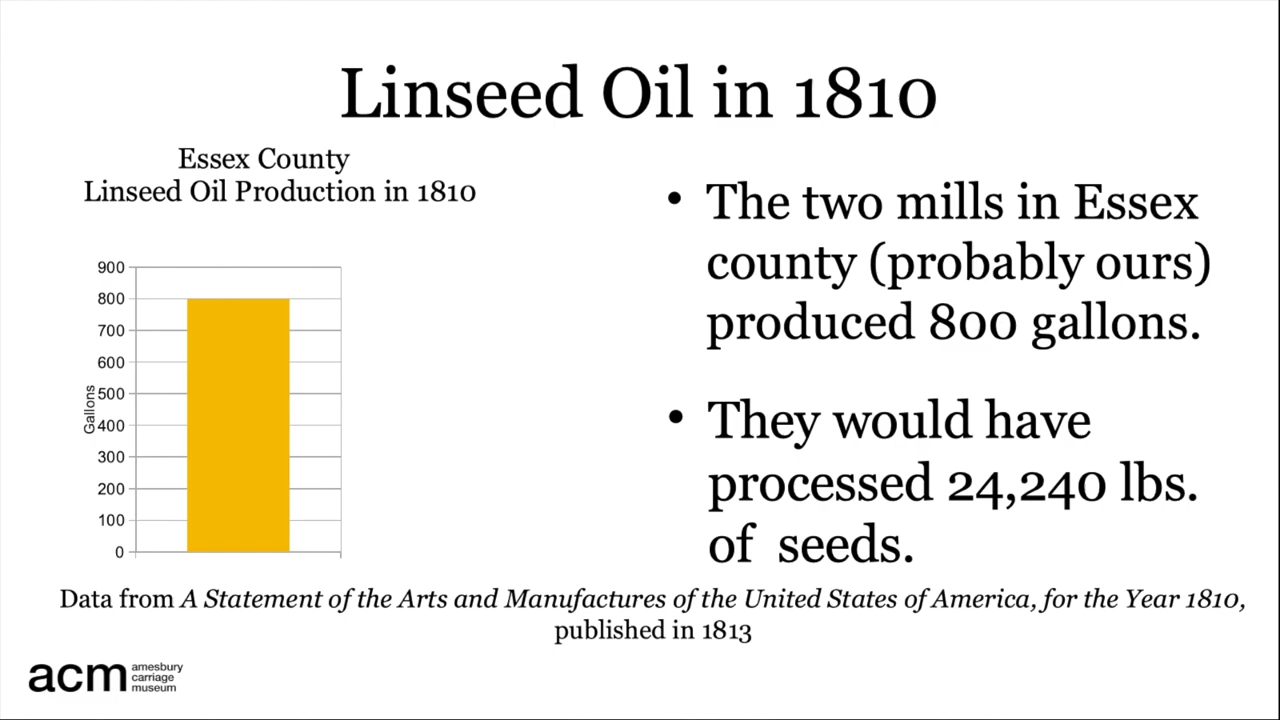 Linseed Oil in 1810
Essex County
Linseed Oil Production in 1810
900
800
700
600
500
400
300
200
100
0
Gallons
• The two mills in Essex
county (probably ours)
produced 800 gallons.
• They would have
processed 24,240 lbs.
of seeds.
Data from A Statement of the Arts and Manufactures of the United States of America, for the Year 1810,
published in 1813
acm
amesbury
carriage
museum